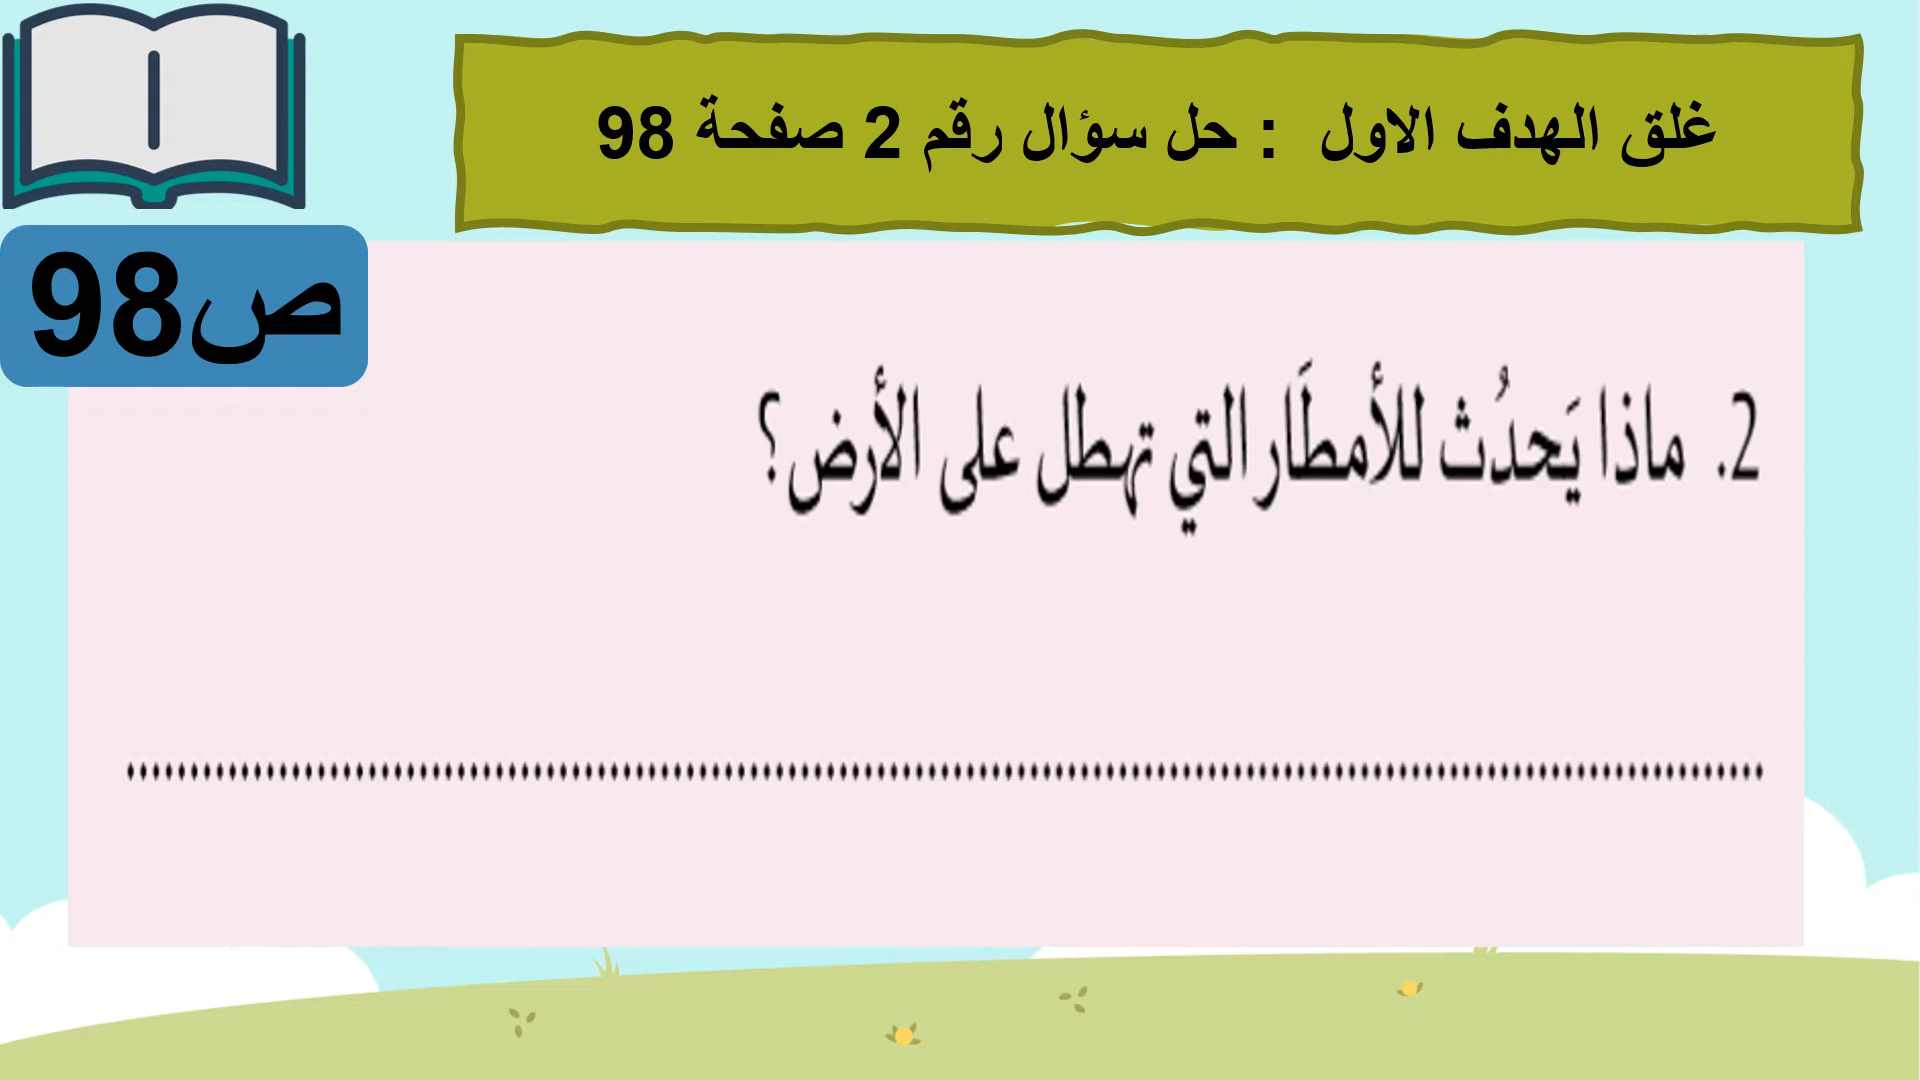 غلق الهدف الاول : حل سؤال رقم 2 صفحة 98
ص98
2. ماذا يَحدُث للأمطَار التي تهطل على الأرض؟